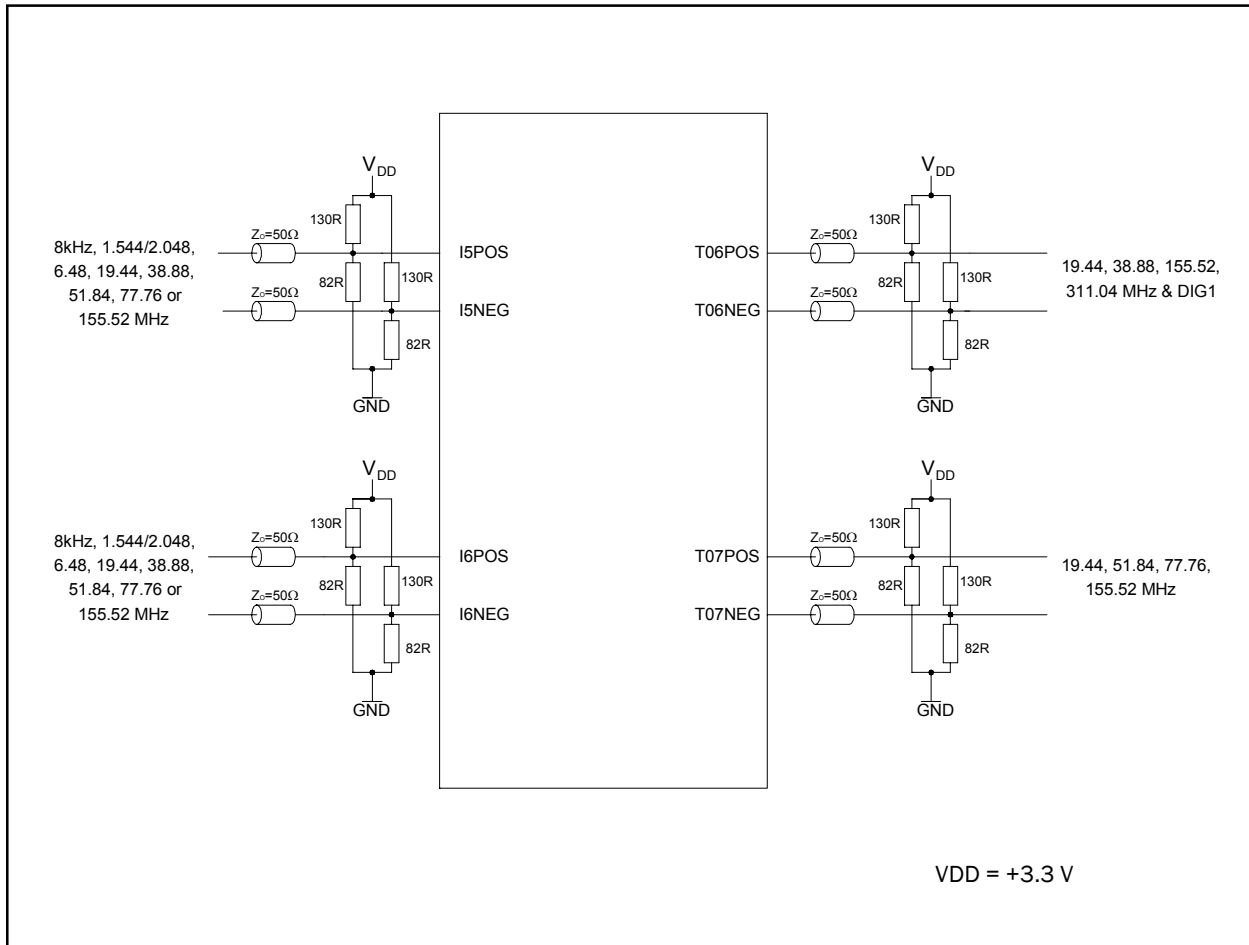 VDD
130R
Z₀=50Ω
8kHz, 1.544/2.048,
6.48, 19.44, 38.88,
51.84, 77.76 or
155.52 MHz
I5POS
82R
130R
Z₀=50Ω
I5NEG
82R
GND
VDD
130R
Z₀=50Ω
T06POS
82R
130R
19.44, 38.88, 155.52,
311.04 MHz & DIG1
Z₀=50Ω
T06NEG
82R
GND
VDD
130R
Z₀=50Ω
8kHz, 1.544/2.048,
6.48, 19.44, 38.88,
51.84, 77.76 or
155.52 MHz
I6POS
82R
130R
Z₀=50Ω
I6NEG
82R
GND
VDD
130R
Z₀=50Ω
T07POS
82R
130R
19.44, 51.84, 77.76,
155.52 MHz
Z₀=50Ω
T07NEG
82R
GND
VDD = +3.3 V